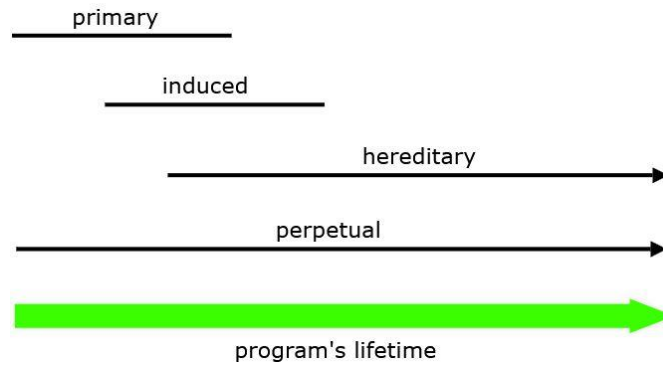 primary
induced
hereditary
perpetual
program's lifetime